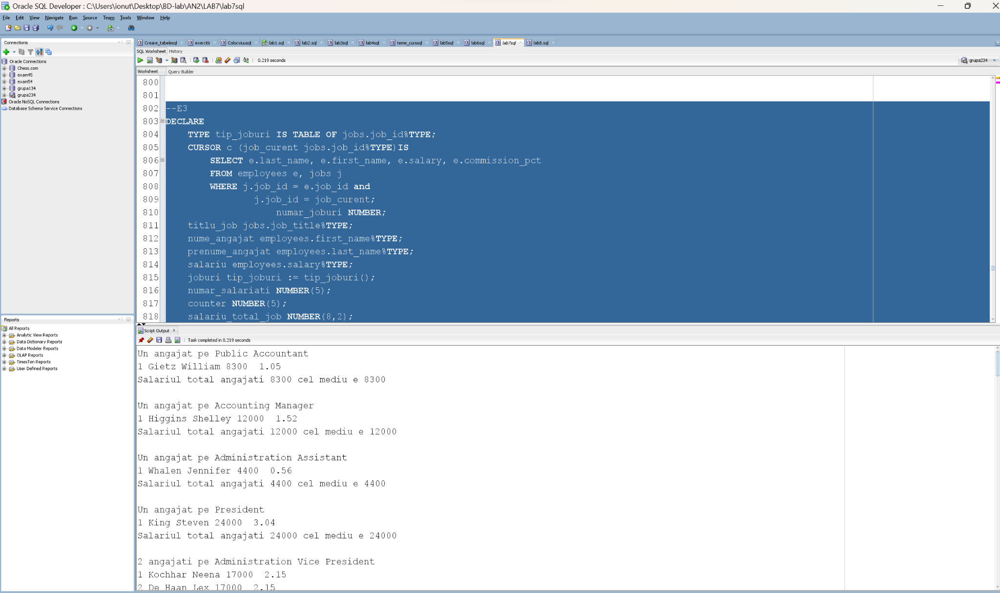 Oracle SQL Developer : C:\Users\ionut\Desktop\BD-lab\AN2\LAB7\lab7sql
File Edit View Navigate Run Source Team Tools Window Help
Connections
Oracle Connections
Chess.com
exam45
exam54
grupa134
grupa234
Oracle NoSQL Connections
Database Schema Service Connections
Reports
All Reports
Analytic View Reports
Data Dictionary Reports
Data Modeler Reports
OLAP Reports
TimesTen Reports
User Defined Reports
Creare_tabelesql exercitii Colocviuusql lab1.sql lab2.sql lab3sql lab4sql teme_curssql lab5sql lab6sql lab7sql lab8.sql
SQL Worksheet History
0.219 seconds
grupa234
Worksheet Query Builder
800
801
802 --E3
803 DECLARE
804 TYPE tip_joburi IS TABLE OF jobs.job_id%TYPE;
805 CURSOR c (job_curent jobs.job_id%TYPE)IS
806 SELECT e.last_name, e.first_name, e.salary, e.commission_pct
807 FROM employees e, jobs j
808 WHERE j.job_id = e.job_id and
809 j.job_id = job_curent;
810 numar_joburi NUMBER;
811 titlu_job jobs.job_title%TYPE;
812 nume_angajat employees.first_name%TYPE;
813 prenume_angajat employees.last_name%TYPE;
814 salariu employees.salary%TYPE;
815 joburi tip_joburi := tip_joburi();
816 numar_salariati NUMBER(5);
817 counter NUMBER(5);
818 salariu_total_job NUMBER(8,2);
Script Output
Task completed in 0.219 seconds
Un angajat pe Public Accountant
1 Gietz William 8300 1.05
Salariul total angajati 8300 cel mediu e 8300
Un angajat pe Accounting Manager
1 Higgins Shelley 12000 1.52
Salariul total angajati 12000 cel mediu e 12000
Un angajat pe Administration Assistant
1 Whalen Jennifer 4400 0.56
Salariul total angajati 4400 cel mediu e 4400
Un angajat pe President
1 King Steven 24000 3.04
Salariul total angajati 24000 cel mediu e 24000
2 angajati pe Administration Vice President
1 Kochhar Neena 17000 2.15
2 De Haan Lex 17000 2.15